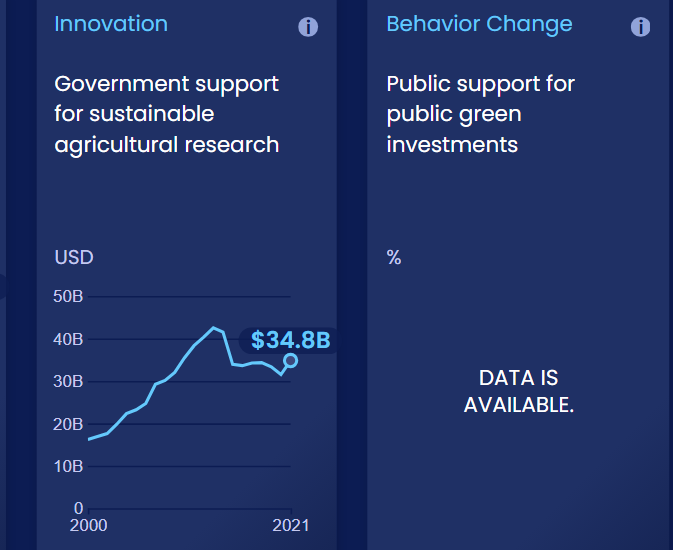 Innovation
Government support
for sustainable
agricultural research
USD
50B
40B
$34.8B
30B
20B
10B
0
2000
2021
Behavior Change
Public support for
public green
investments
%
DATA IS
AVAILABLE.